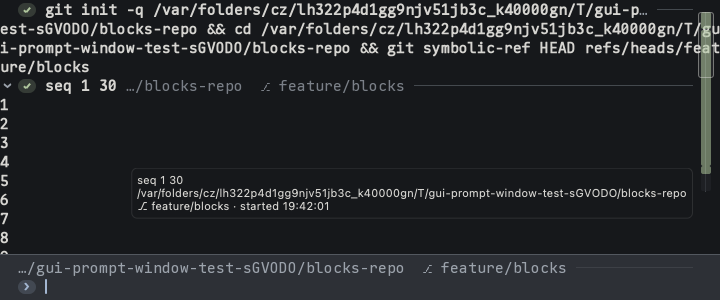 git init -q /var/folders/cz/lh322p4d1gg9njv51jb3c_k40000gn/T/gui-p…
est-sGVODO/blocks-repo && cd /var/folders/cz/lh322p4d1gg9njv51jb3c_k40000gn/T/gu
i-prompt-window-test-sGVODO/blocks-repo && git symbolic-ref HEAD refs/heads/feat
ure/blocks
seq 1 30 …/blocks-repo ⎇ feature/blocks
1
2
3
4
5
6
7
8
seq 1 30
/var/folders/cz/lh322p4d1gg9njv51jb3c_k40000gn/T/gui-prompt-window-test-sGVODO/blocks-repo
⎇ feature/blocks · started 19:42:01
…/gui-prompt-window-test-sGVODO/blocks-repo ⎇ feature/blocks